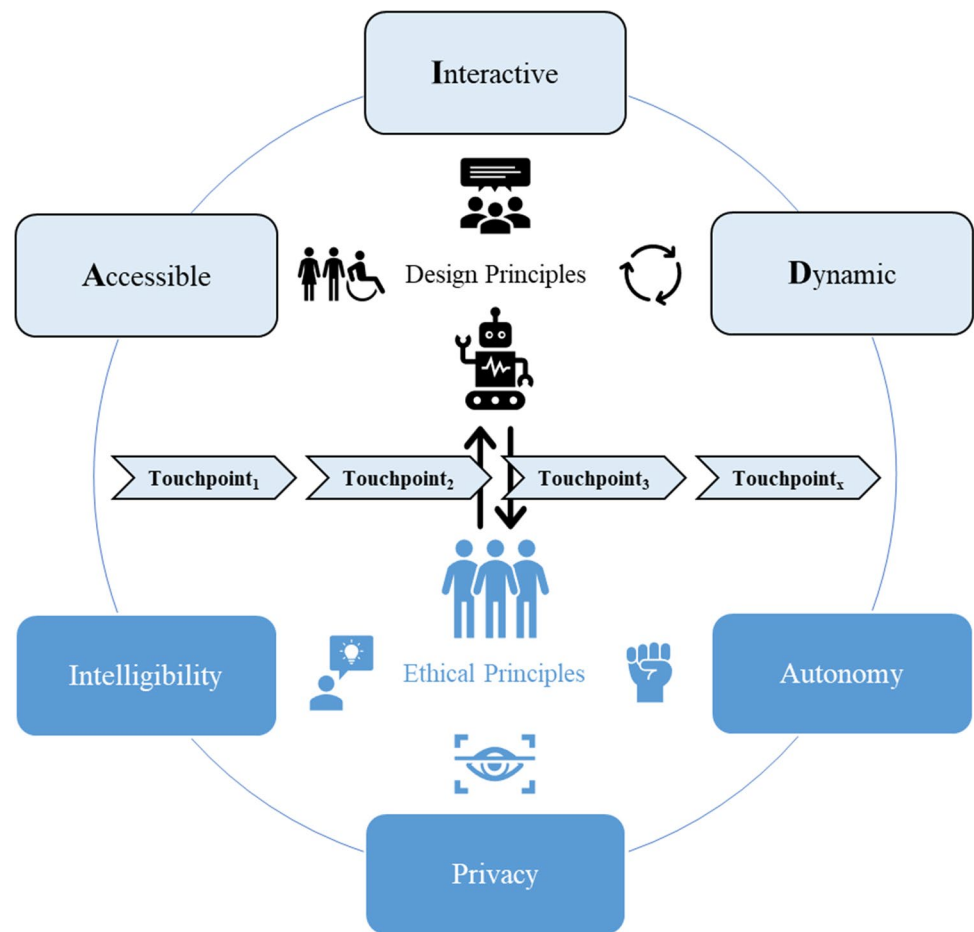 Interactive
Accessible
Design Principles
Dynamic
Touchpoint₁
Touchpoint₂
Touchpoint₃
Touchpointₓ
Intelligibility
Ethical Principles
Autonomy
Privacy